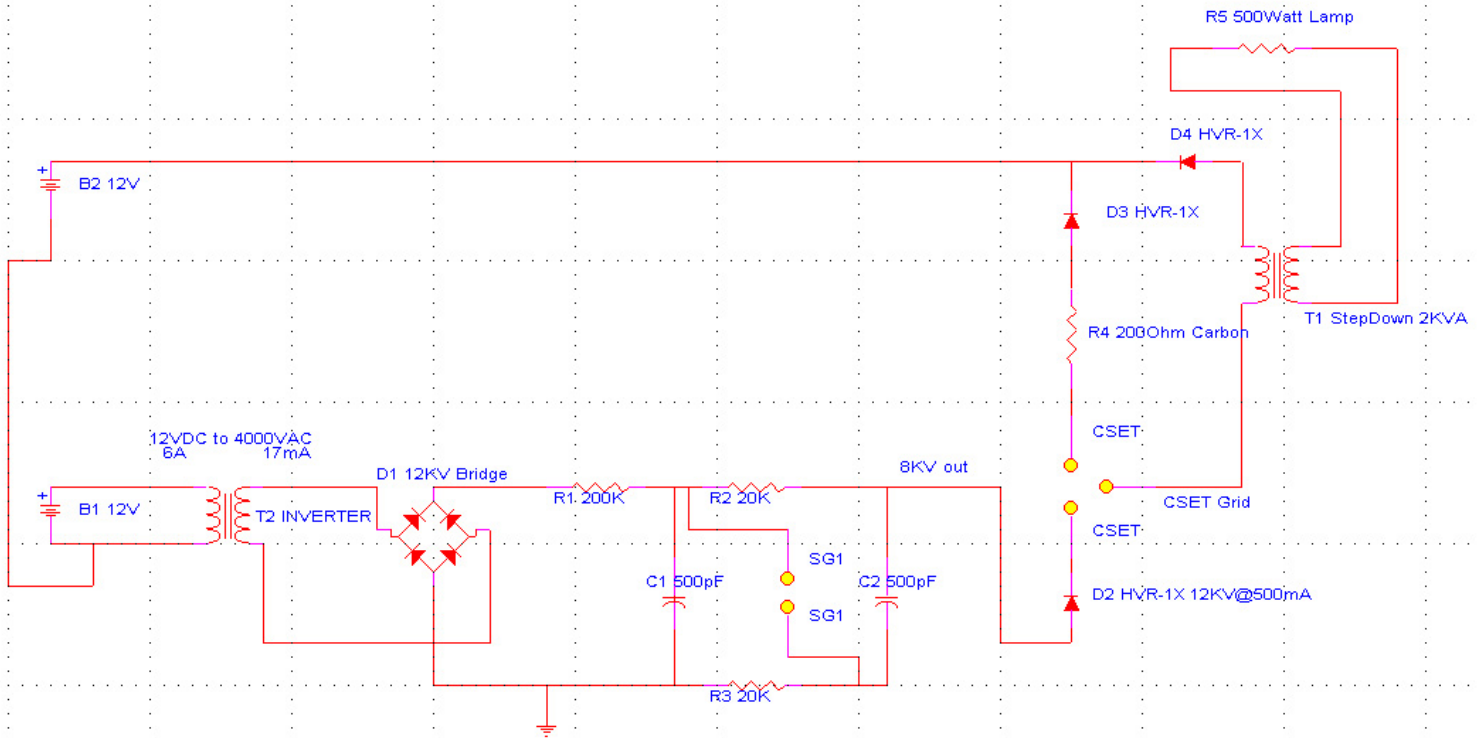 R5 500Watt Lamp
D4 HVR-1X
+
B2 12V
D3 HVR-1X
T1 StepDown 2KVA
R4 200Ohm Carbon
CSET
12VDC to 4000VAC
6A 17mA
D1 12KV Bridge
8KV out
+
B1 12V
T2 INVERTER
R1 200K
R2 20K
CSET Grid
CSET
SG1
C1 500pF
C2 500pF
D2 HVR-1X 12KV@500mA
SG1
R3 20K